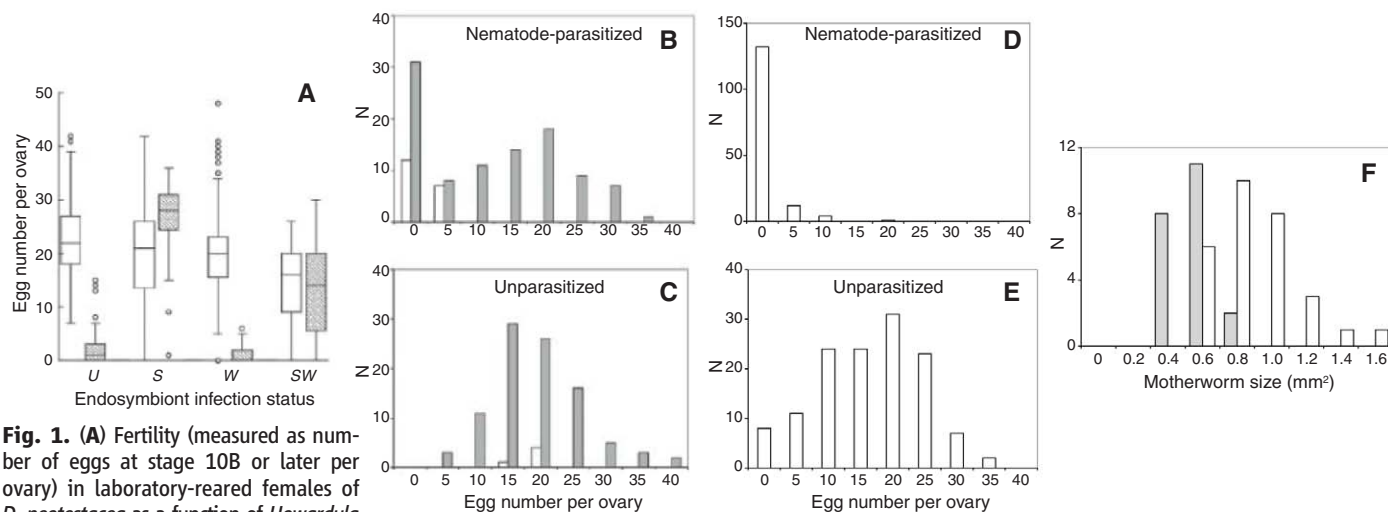 A
Egg number per ovary
50
40
30
20
10
0
U S W SW
Endosymbiont infection status
B
Nematode-parasitized
N
40
30
20
10
0
0 5 10 15 20 25 30 35 40
C
Unparasitized
N
40
30
20
10
0
0 5 10 15 20 25 30 35 40
Egg number per ovary
D
Nematode-parasitized
N
150
100
50
0
0 5 10 15 20 25 30 35 40
E
Unparasitized
N
40
30
20
10
0
0 5 10 15 20 25 30 35 40
Egg number per ovary
F
N
12
8
4
0
0 0.2 0.4 0.6 0.8 1.0 1.2 1.4 1.6
Motherworm size (mm²)
Fig. 1. (A) Fertility (measured as num-
ber of eggs at stage 10B or later per
ovary) in laboratory-reared females of
as a function of